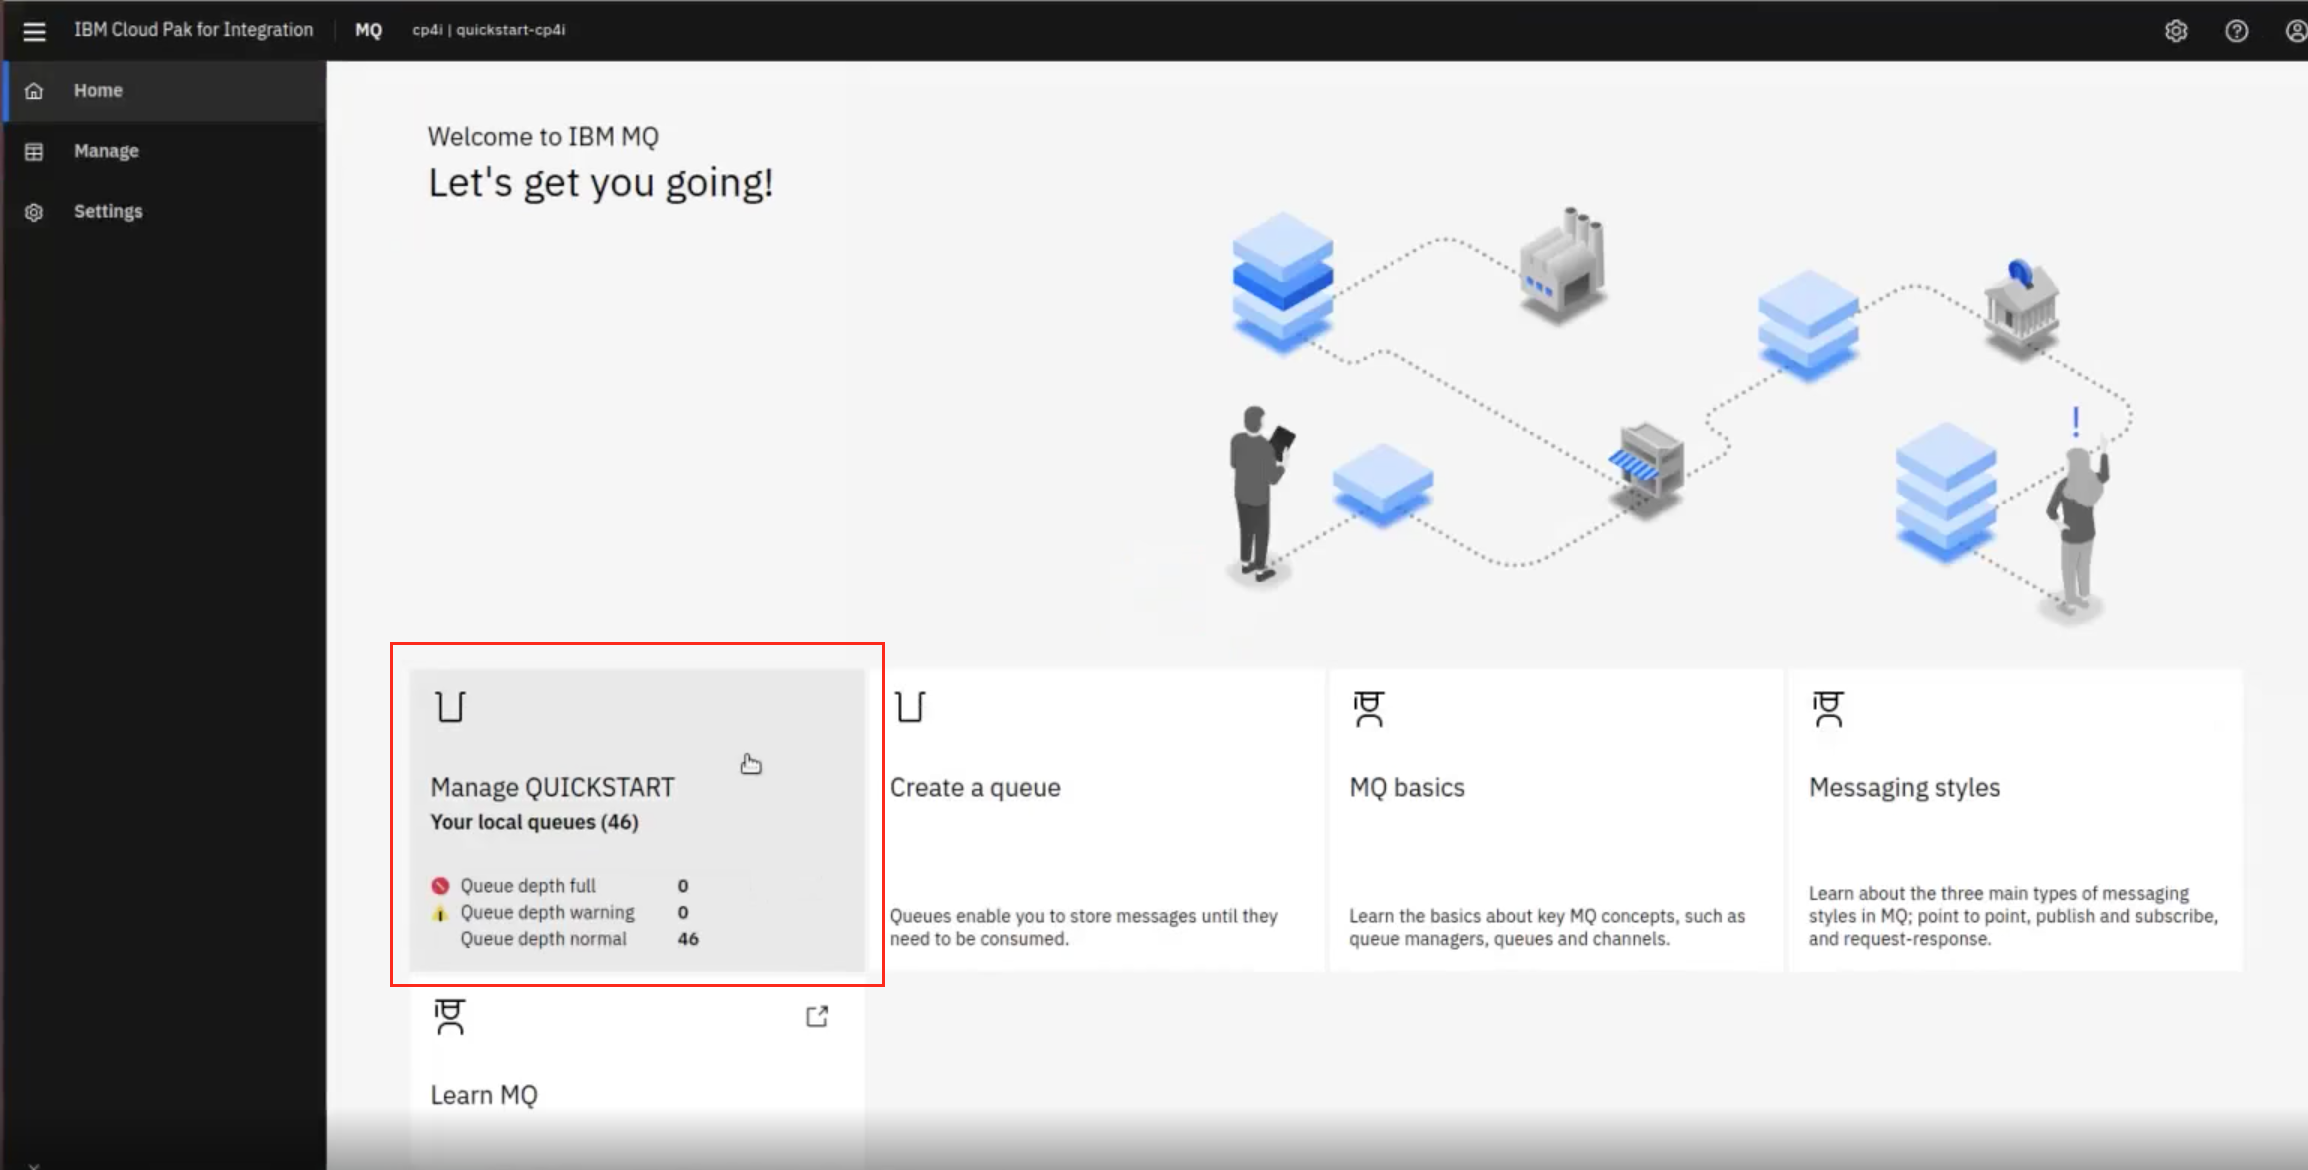 IBM Cloud Pak for Integration
MQ
cp4i | quickstart-cp4i
Home
Manage
Settings
Welcome to IBM MQ
Let's get you going!
!
Manage QUICKSTART
Your local queues (46)
Queue depth full 0
Queue depth warning 0
Queue depth normal 46
Create a queue
Queues enable you to store messages until they
need to be consumed.
MQ basics
Learn the basics about key MQ concepts, such as
queue managers, queues and channels.
Messaging styles
Learn about the three main types of messaging
styles in MQ; point to point, publish and subscribe,
and request-response.
Learn MQ